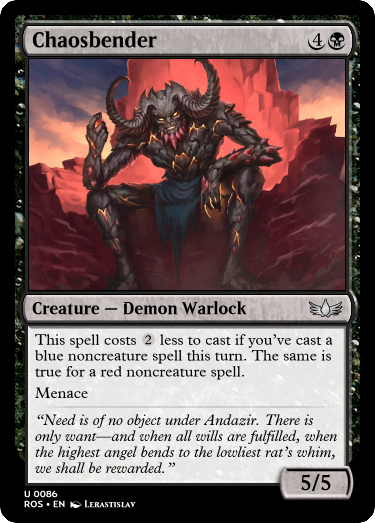 Chaosbender 4
Creature — Demon Warlock
This spell costs 2 less to cast if you've cast a
blue noncreature spell this turn. The same is
true for a red noncreature spell.
Menace
“Need is of no object under Andazir. There is
only want—and when all wills are fulfilled, when
the highest angel bends to the lowliest rat's whim,
we shall be rewarded.”
5/5
U 0086
ROS • EN Lerastislav